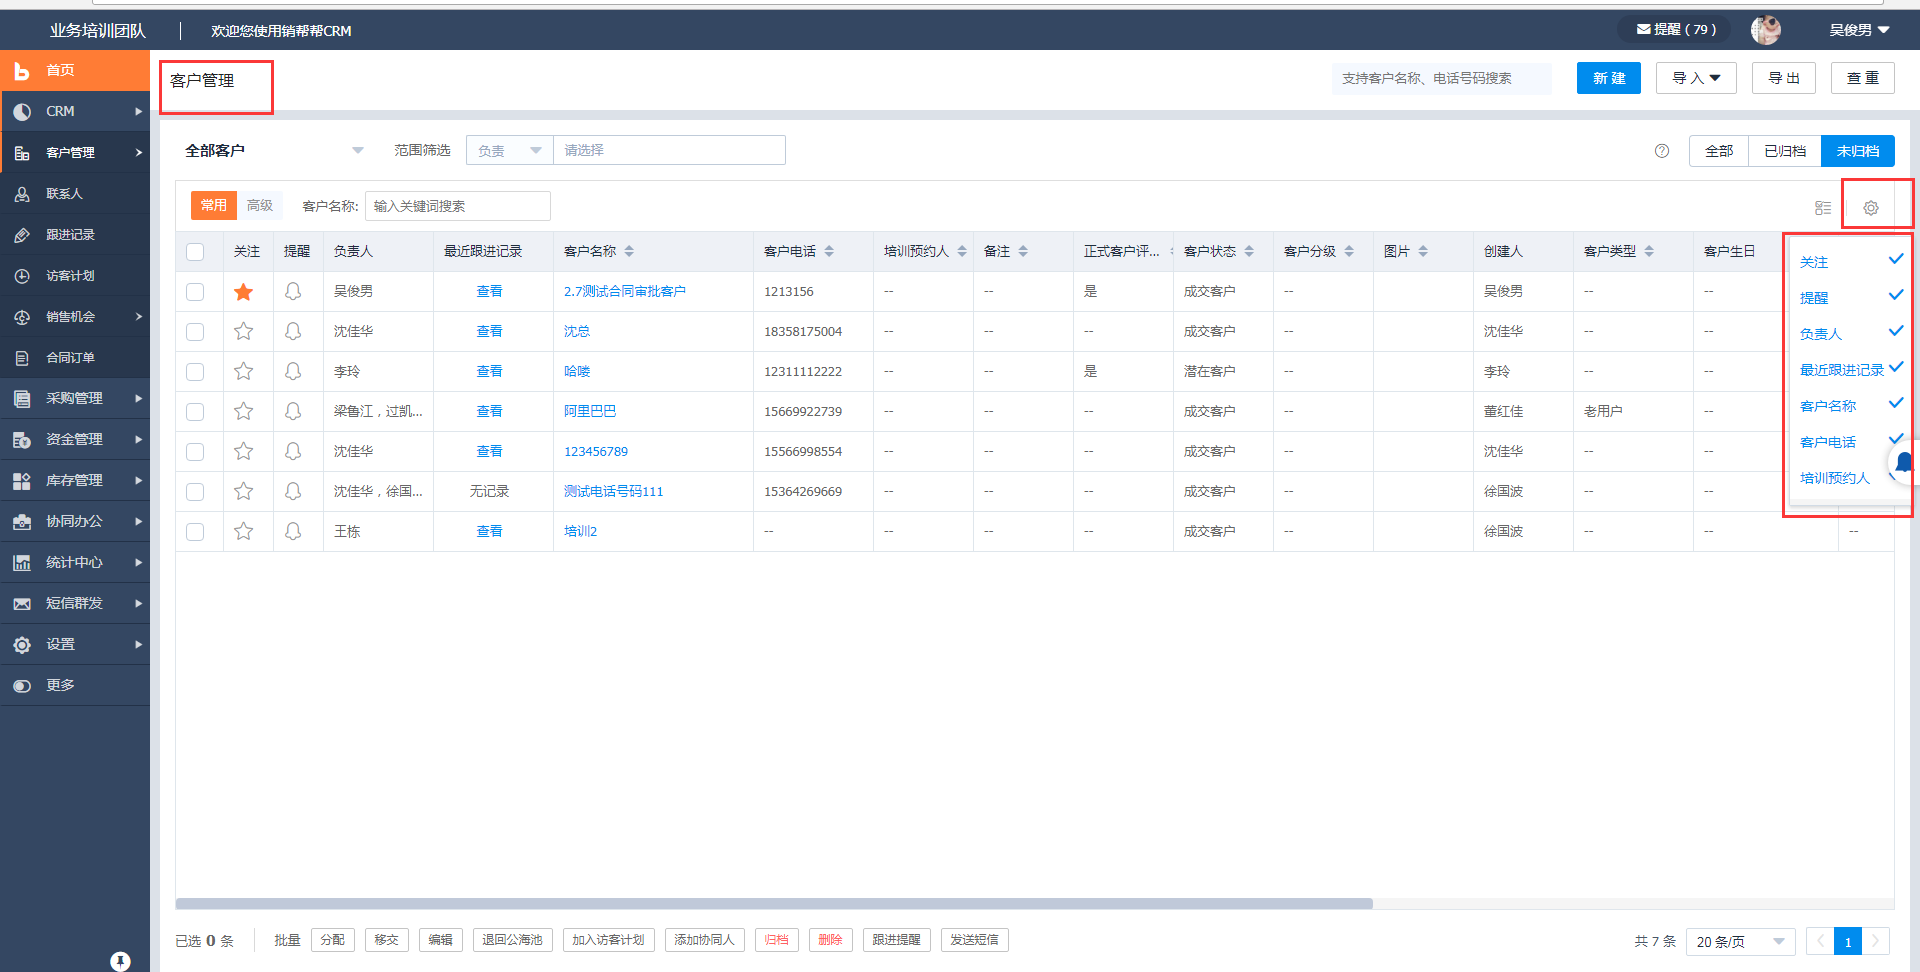 业务培训团队 欢迎您使用销帮帮CRM 提醒 ( 79 ) 吴俊男
首页
CRM
客户管理
联系人
跟进记录
访客计划
销售机会
合同订单
采购管理
资金管理
库存管理
协同办公
统计中心
短信群发
设置
更多
客户管理 支持客户名称、电话号码搜索 新 建 导 入 导 出 查 重
全部客户 范围筛选 负责 请选择 全部 已归档 未归档
常用 高级 客户名称: 输入关键词搜索
关注 提醒 负责人 最近跟进记录 客户名称 客户电话 培训预约人 备注 正式客户评... 客户状态 客户分级 图片 创建人 客户类型 客户生日
吴俊男 查看 2.7测试合同审批客户 1213156 -- -- 是 成交客户 -- 吴俊男 -- --
沈佳华 查看 沈总 18358175004 -- -- -- 成交客户 -- 沈佳华 -- --
李玲 查看 哈喽 12311112222 -- -- 是 潜在客户 -- 李玲 -- --
梁鲁江，过凯... 查看 阿里巴巴 15669922739 -- -- -- 成交客户 -- 董红佳 老用户 --
沈佳华 查看 123456789 15566998554 -- -- -- 成交客户 -- 沈佳华 -- --
沈佳华，徐国... 无记录 测试电话号码111 15364269669 -- -- -- 成交客户 -- 徐国波 -- --
王栋 查看 培训2 -- -- -- -- 成交客户 -- 徐国波 -- -- --
关注
提醒
负责人
最近跟进记录
客户名称
客户电话
培训预约人
已选 0 条 批量 分配 移交 编辑 退回公海池 加入访客计划 添加协同人 归档 删除 跟进提醒 发送短信 共 7 条 20 条/页 1